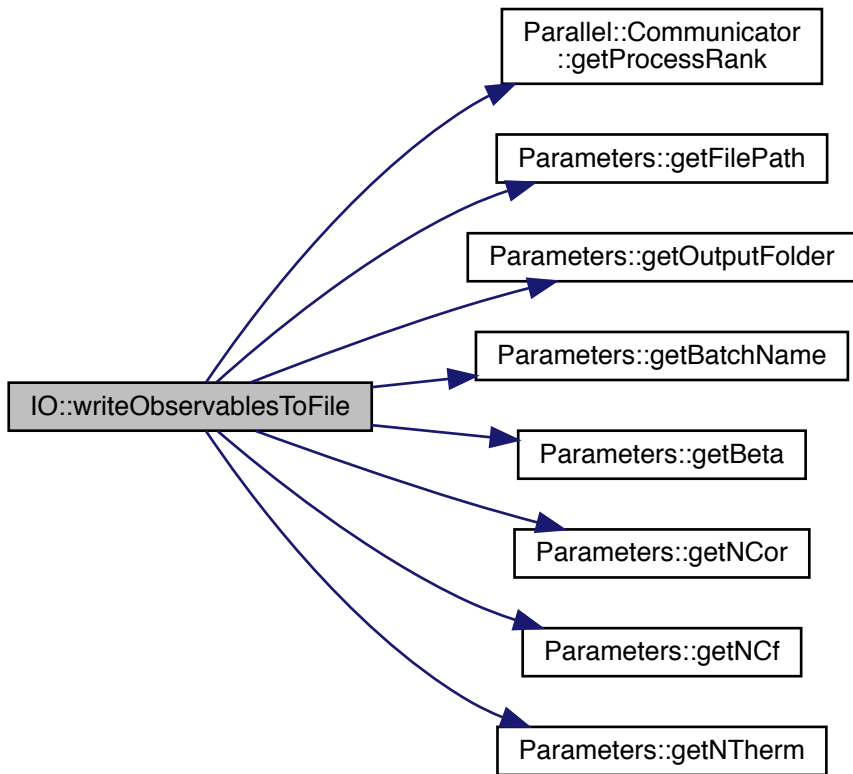 Parallel::Communicator
::getProcessRank
Parameters::getFilePath
Parameters::getOutputFolder
Parameters::getBatchName
IO::writeObservablesToFile
Parameters::getBeta
Parameters::getNCor
Parameters::getNCf
Parameters::getNTherm